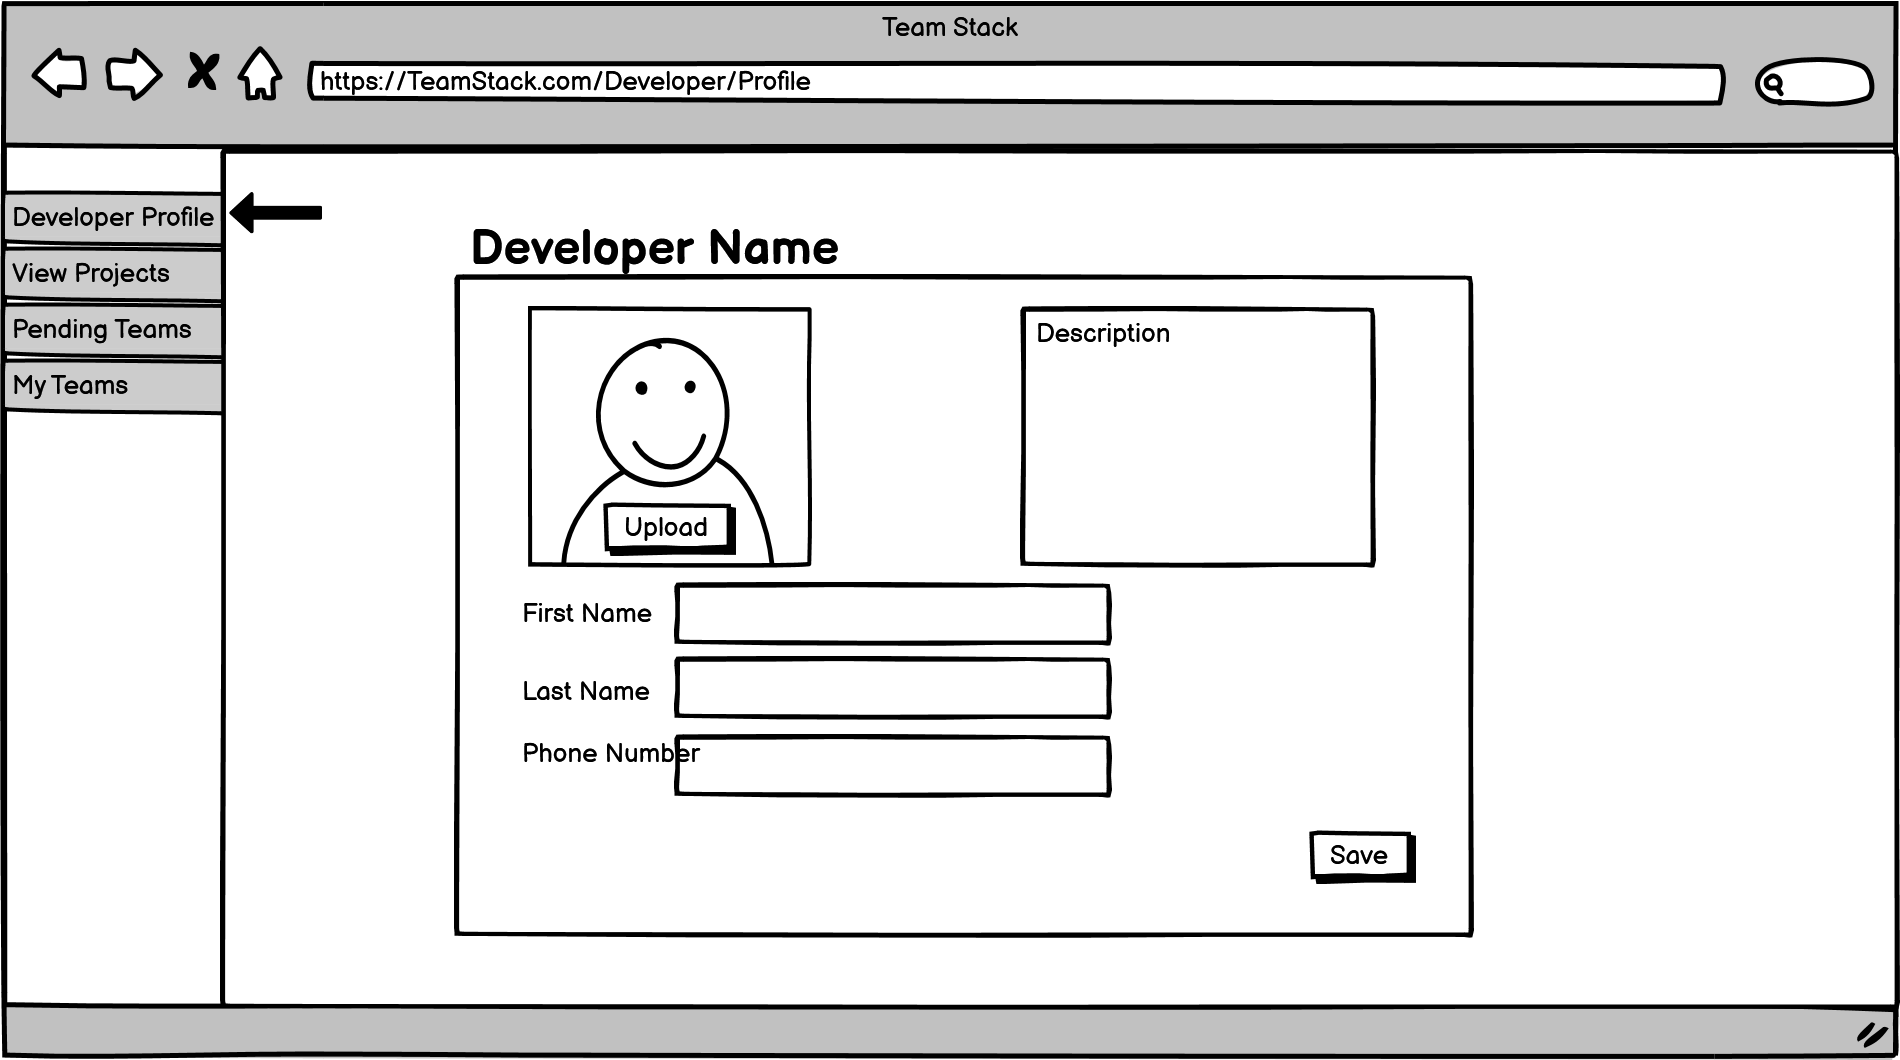 Team Stack
https://TeamStack.com/Developer/Profile
Developer Profile
View Projects
Pending Teams
My Teams
Developer Name
Description
Upload
First Name
Last Name
Phone Number
Save